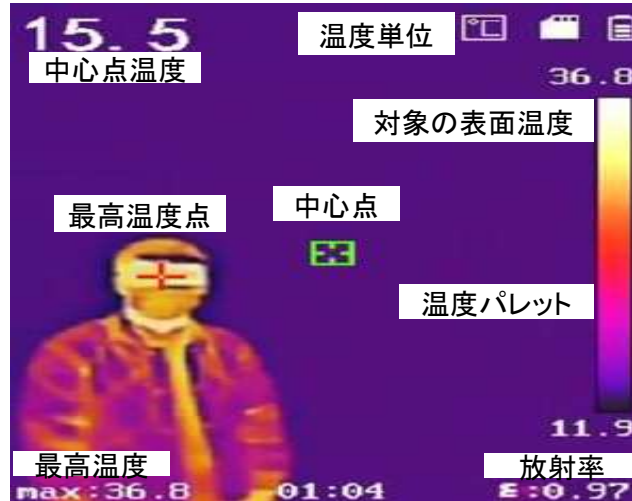 15.5
温度単位 ℃
中心点温度
36.8
対象の表面温度
最高温度点
中心点
温度パレット
11.9
最高温度
放射率
max:36.8 01:04 ε:0.97